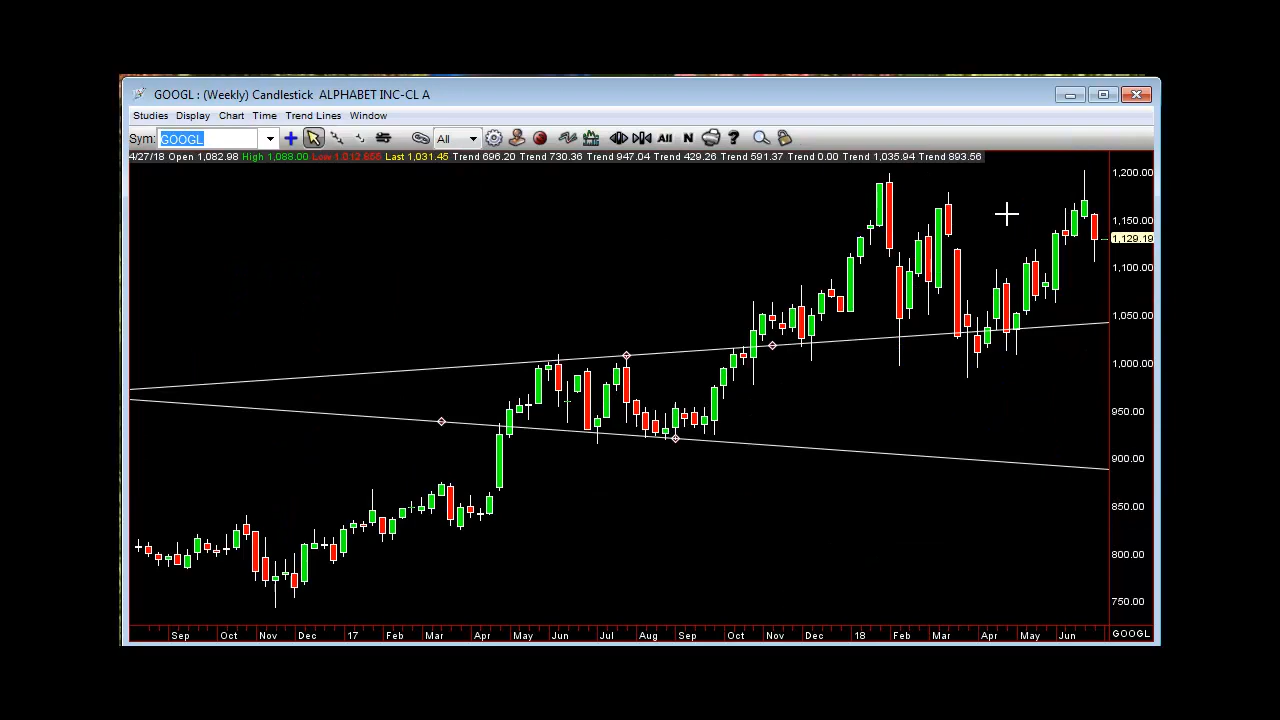 GOOGL : (Weekly) Candlestick ALPHABET INC-CL A
Studies Display Chart Time Trend Lines Window
Sym: GOOGL All All N ?
4/27/18 Open 1,082.98 High 1,088.00 Low 1,012.655 Last 1,031.45 Trend 696.20 Trend 730.36 Trend 947.04 Trend 429.26 Trend 591.37 Trend 0.00 Trend 1,035.94 Trend 893.56
1,200.00
1,150.00
1,129.19
1,100.00
1,050.00
1,000.00
950.00
900.00
850.00
800.00
750.00
Sep Oct Nov Dec 17 Feb Mar Apr May Jun Jul Aug Sep Oct Nov Dec 18 Feb Mar Apr May Jun GOOGL